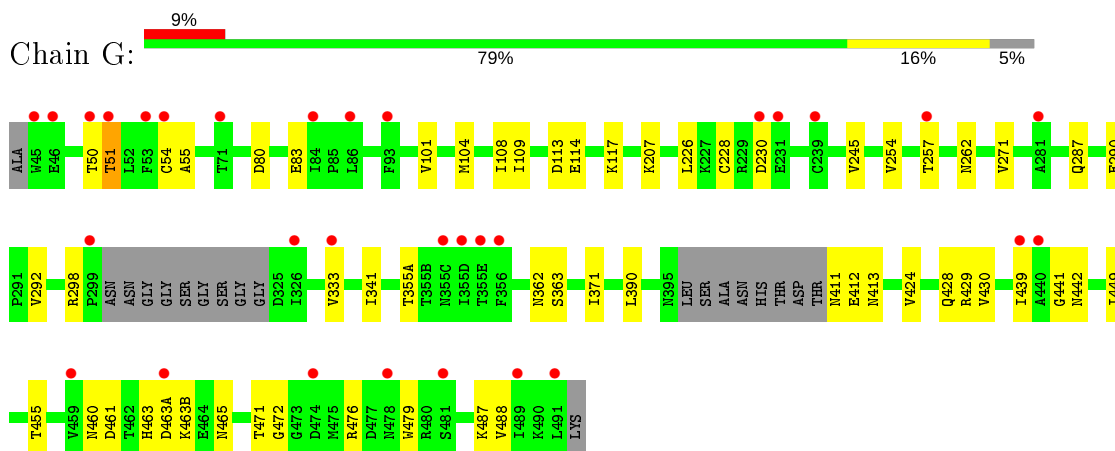 9%
Chain G:
79% 16% 5%
ALA W45 E46 T50 T51 L52 F53 C54 A55 T71 D80 E83 I84 P85 L86 F93 V101 M104 I108 I109 D113 E114 K117 K207 L226 K227 C228 R229 D230 E231 C239 V245 V254 T257 N262 V271 A281 Q287
P291 V292 R298 P299 ASN ASN GLY GLY SER GLY SER GLY GLY D325 I326 V333 I341 T355A T355B N355C I355D T355E F356 N362 S363 I371 L390 N395 LEU SER ALA ASN HIS THR ASP THR N411 E412 N413 V424 Q428 R429 V430 I439 A440 G441 N442
T455 V459 N460 D461 T462 H463 D463A K463B E464 N465 T471 G472 G473 D474 M475 R476 D477 N478 W479 R480 S481 K487 V488 I489 K490 L491 LYS